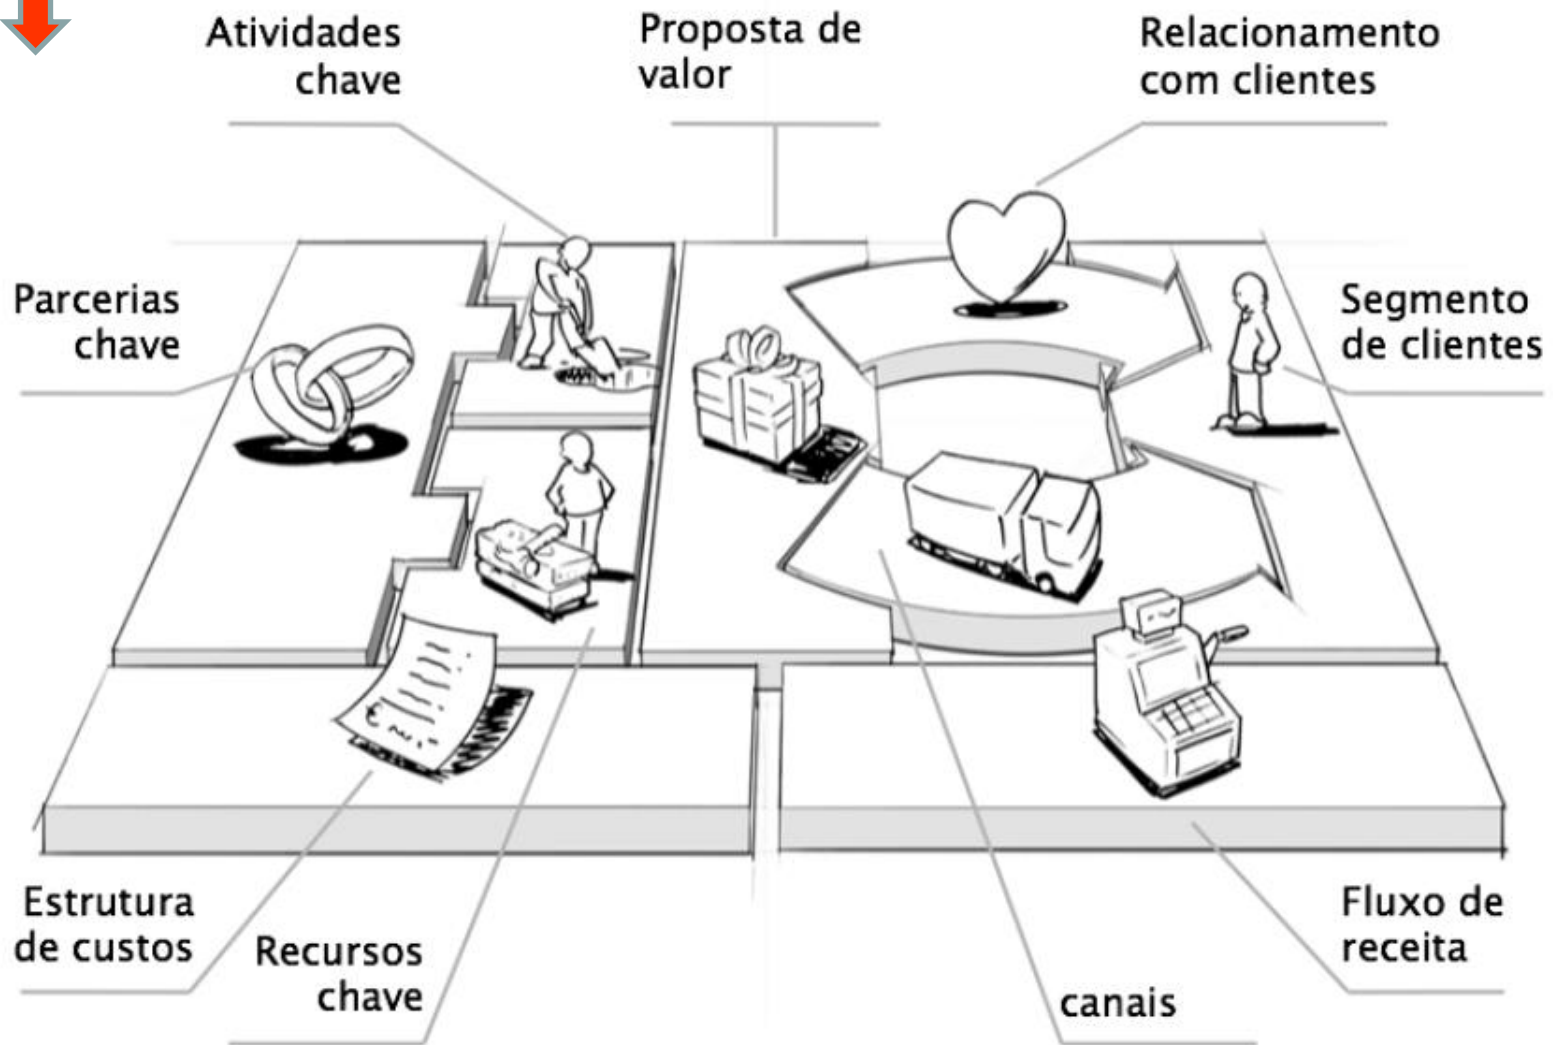 Atividades
chave
Proposta de
valor
Relacionamento
com clientes
Parcerias
chave
Segmento
de clientes
Estrutura
de custos
Recursos
chave
canais
Fluxo de
receita